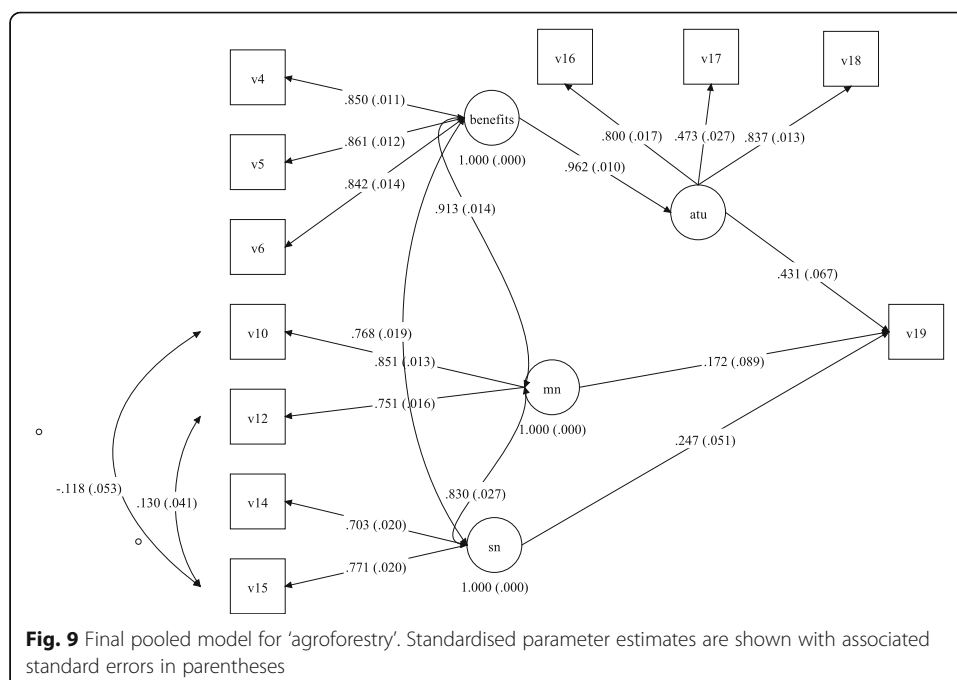 v16
v17
v18
v4
.850 (.011)
benefits
.800 (.017)
.473 (.027)
.837 (.013)
v5
.861 (.012)
1.000 (.000)
.962 (.010)
.842 (.014)
.913 (.014)
atu
v6
.431 (.067)
v10
.768 (.019)
.851 (.013)
v19
.172 (.089)
mn
v12
.751 (.016)
1.000 (.000)
.247 (.051)
-.118 (.053)
.130 (.041)
v14
.830 (.027)
.703 (.020)
sn
v15
.771 (.020)
1.000 (.000)
Fig. 9 Final pooled model for ‘agroforestry’. Standardised parameter estimates are shown with associated
standard errors in parentheses